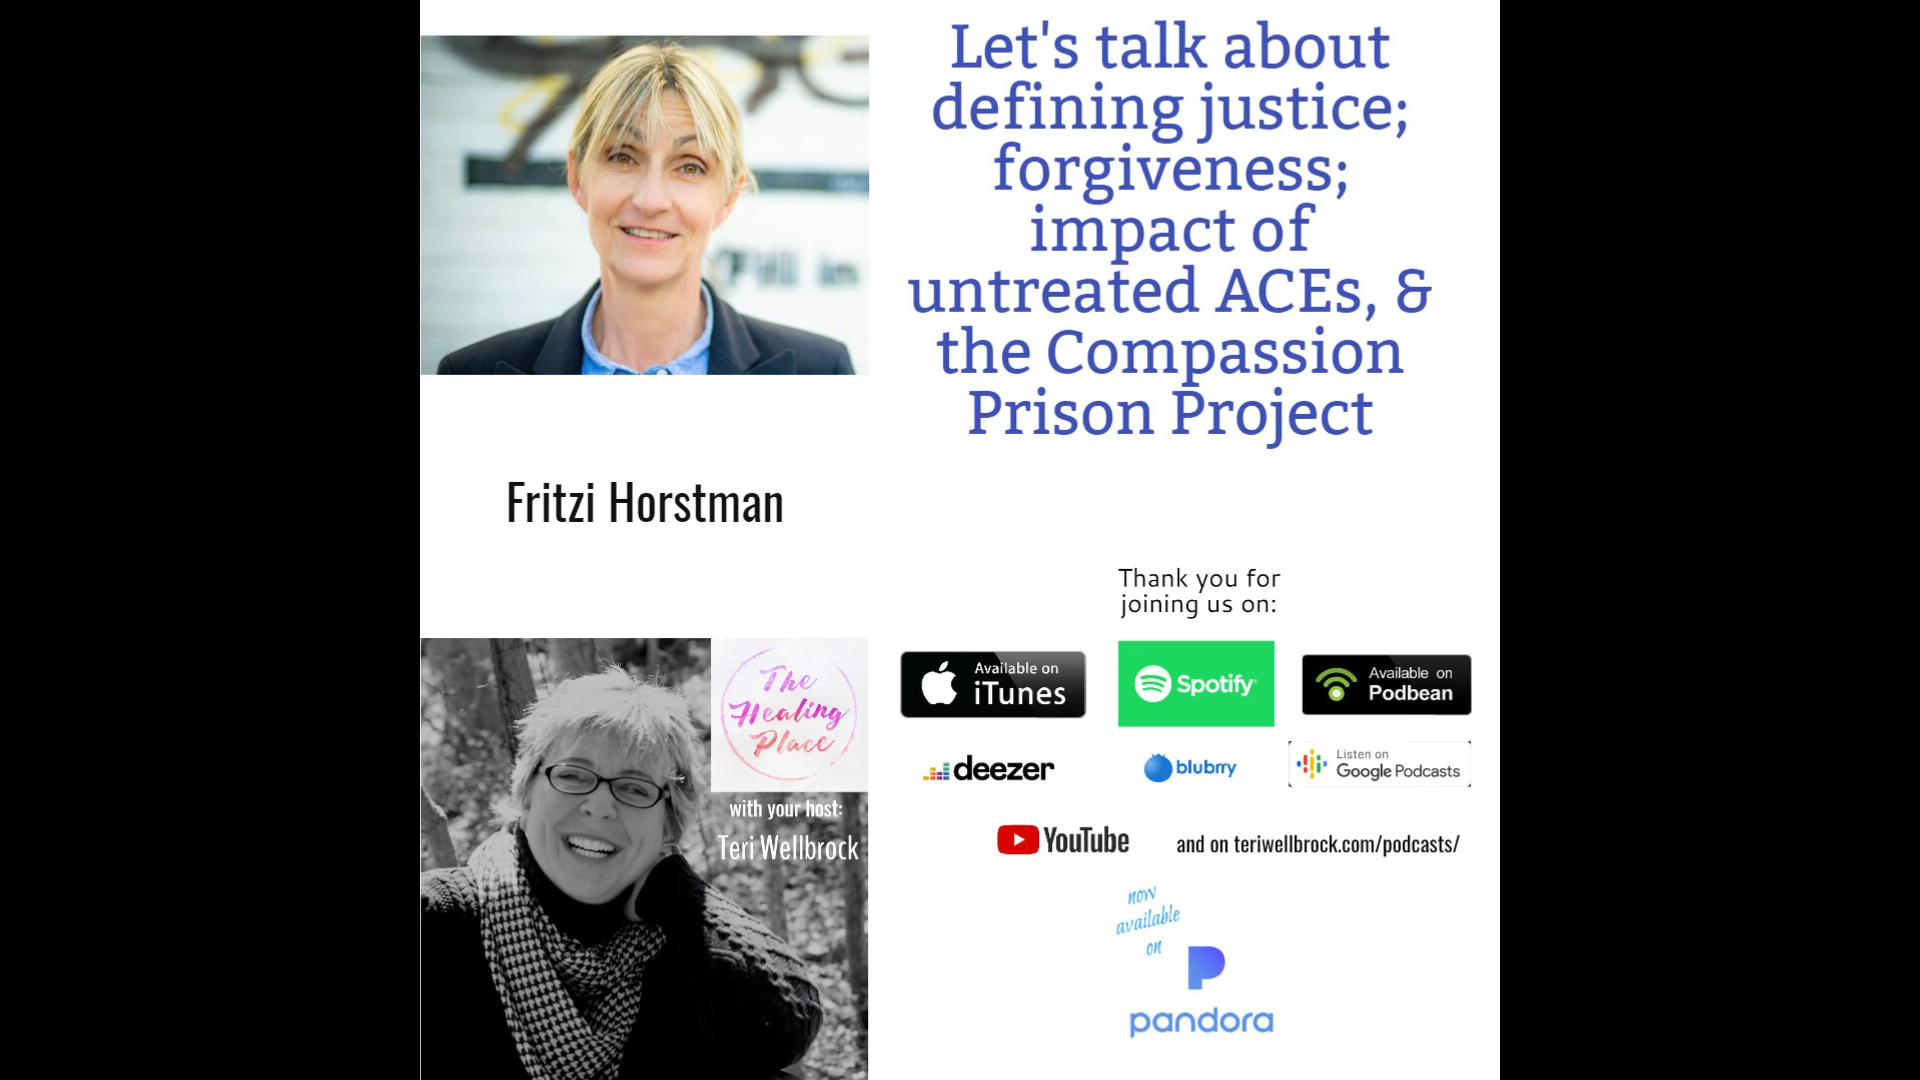 Let's talk about
defining justice;
forgiveness;
impact of
untreated ACEs, &
the Compassion
Prison Project
Fritzi Horstman
Thank you for
joining us on:
The
Healing
Place
with your host:
Teri Wellbrock
Available on
iTunes
Spotify
Available on
Podbean
deezer
blubrry
Listen on
Google Podcasts
YouTube
and on teriwellbrock.com/podcasts/
now
available
on
pandora